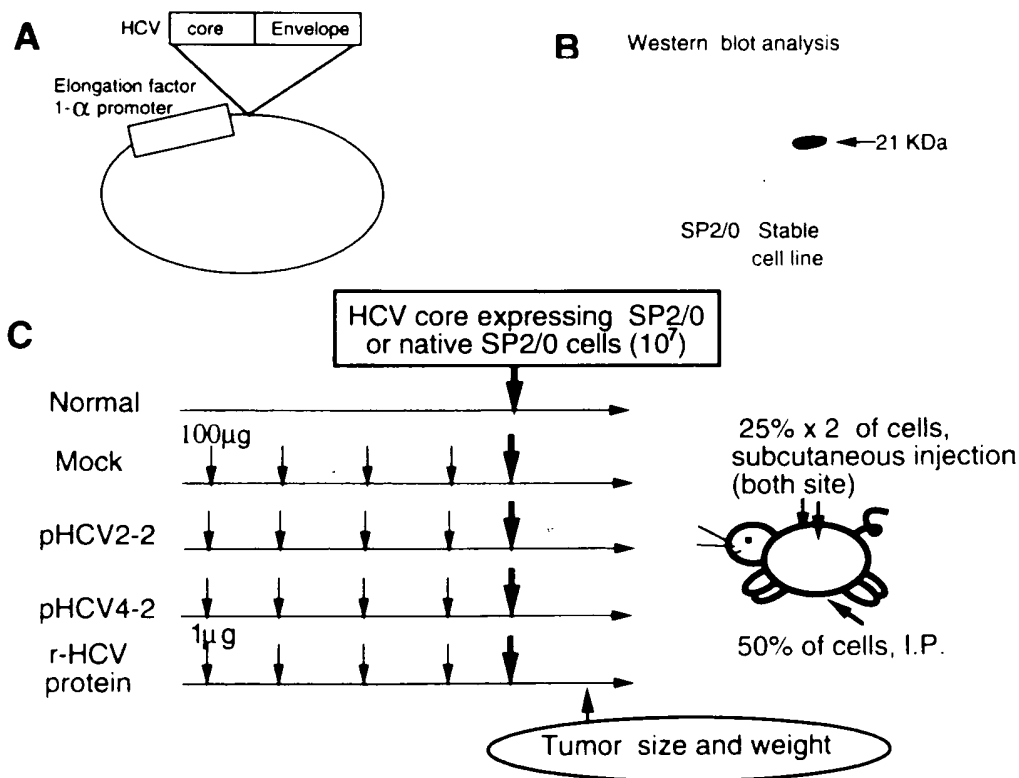 A
HCV core Envelope
Elongation factor
1-α promoter
B Western blot analysis
21 KDa
SP2/0 Stable
cell line
C
HCV core expressing SP2/0
or native SP2/0 cells (10⁷)
Normal
100μg
Mock
pHCV2-2
pHCV4-2
1μg
r-HCV
protein
25% x 2 of cells,
subcutaneous injection
(both site)
50% of cells, I.P.
Tumor size and weight